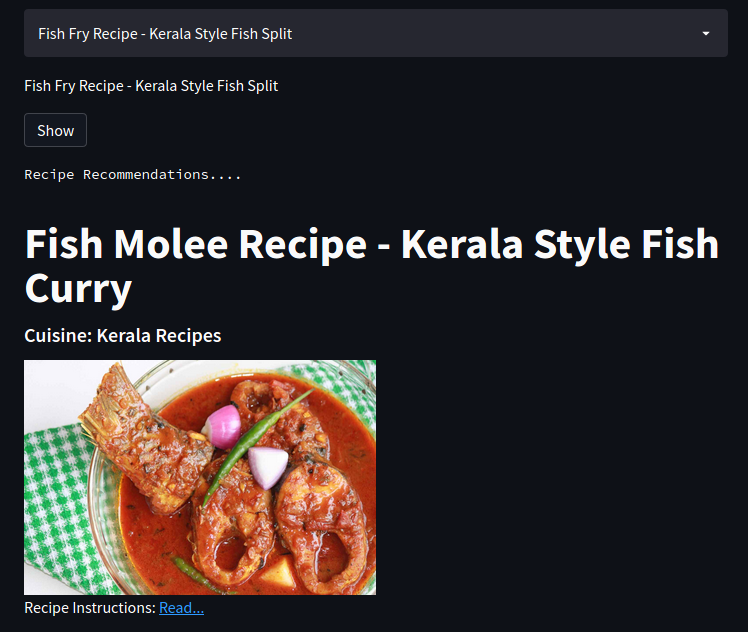 Fish Fry Recipe - Kerala Style Fish Split
Fish Fry Recipe - Kerala Style Fish Split
Show
Recipe Recommendations....
Fish Molee Recipe - Kerala Style Fish
Curry
Cuisine: Kerala Recipes
Recipe Instructions: Read...